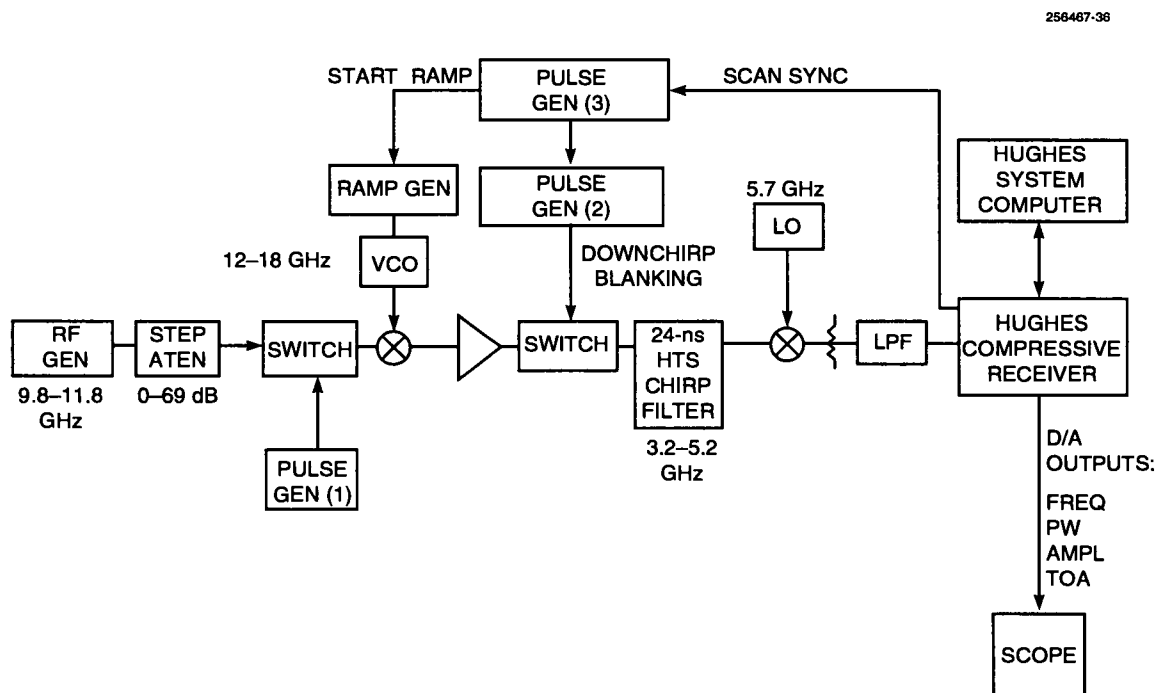 256467-36
START RAMP
PULSE
GEN (3)
SCAN SYNC
RAMP GEN
PULSE
GEN (2)
HUGHES
SYSTEM
COMPUTER
5.7 GHz
LO
12–18 GHz
VCO
DOWNCHIRP
BLANKING
RF
GEN
STEP
ATEN
SWITCH
SWITCH
24-ns
HTS
CHIRP
FILTER
LPF
HUGHES
COMPRESSIVE
RECEIVER
9.8–11.8
GHz
0–69 dB
3.2–5.2
GHz
PULSE
GEN (1)
D/A
OUTPUTS:
FREQ
PW
AMPL
TOA
SCOPE